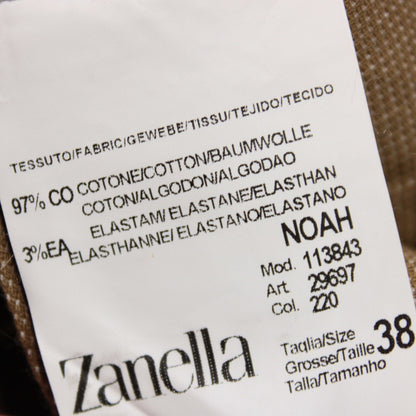 TESSUTO/FABRIC/GEWEBE/TISSU/TEJIDO/TECIDO
97% CO COTONE/COTTON/BAUMWOLLE
COTON/ALGODON/ALGODAO
3%EA ELASTAM/ELASTANE/ELASTHAN
ELASTHANNE/ELASTANO/ELASTANO
NOAH
Mod. 113843
Art. 29697
Col. 220
Zanella
Taglia/Size
Grosse/Taille 38
Talla/Tamanho